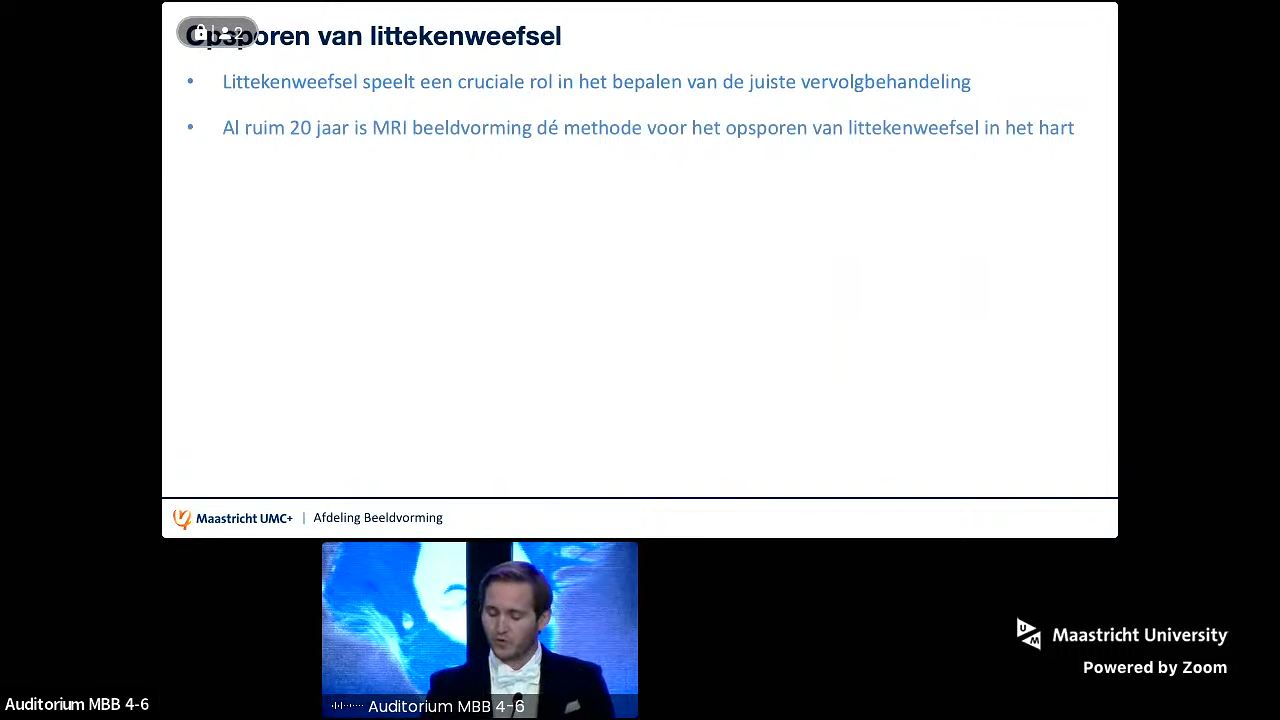 Opsporen van littekenweefsel
2
• Littekenweefsel speelt een cruciale rol in het bepalen van de juiste vervolgbehandeling
• Al ruim 20 jaar is MRI beeldvorming dé methode voor het opsporen van littekenweefsel in het hart
Maastricht UMC+ | Afdeling Beeldvorming
UM Maastricht University
Powered by Zoom
Auditorium MBB 4-6
Auditorium MBB 4-6